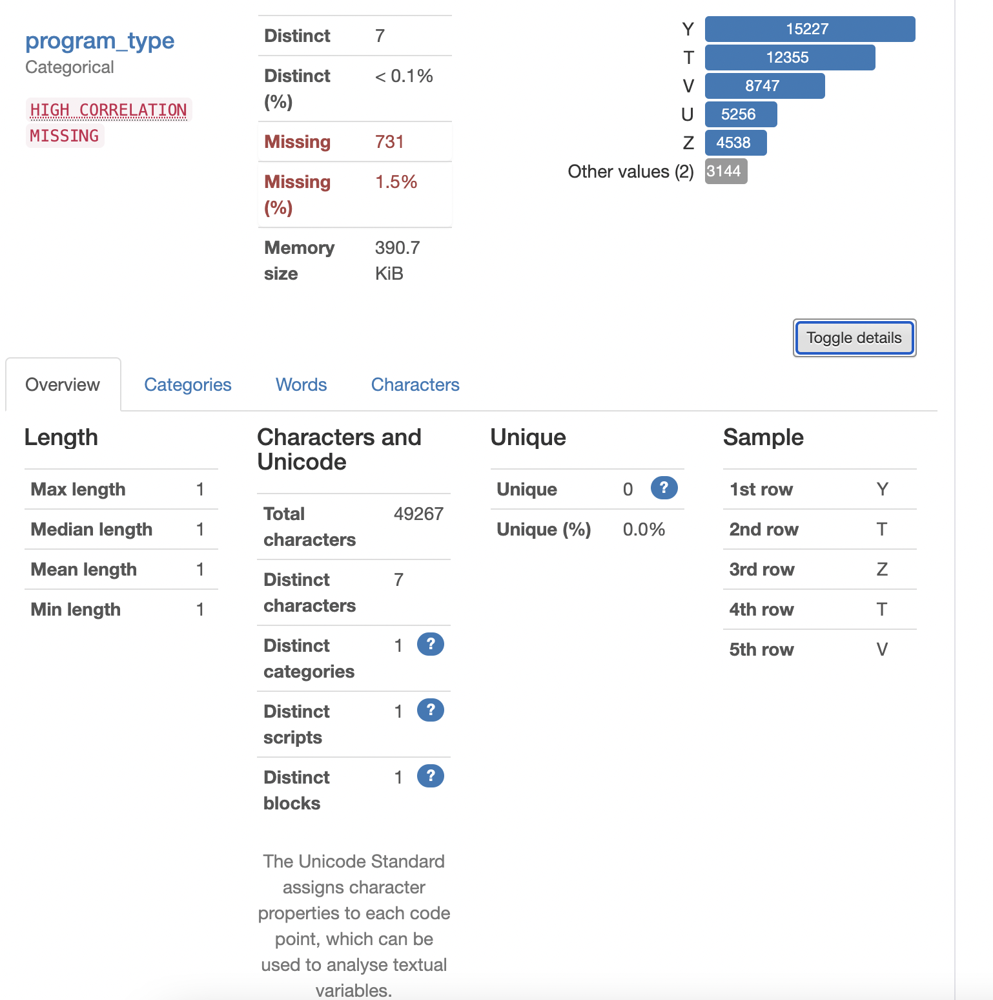 program_type
Categorical
HIGH CORRELATION
MISSING
Distinct 7
Distinct (%) < 0.1%
Missing 731
Missing (%) 1.5%
Memory size 390.7 KiB
Y 15227
T 12355
V 8747
U 5256
Z 4538
Other values (2) 3144
Toggle details
Overview Categories Words Characters
Length
Max length 1
Median length 1
Mean length 1
Min length 1
Characters and
Unicode
Total characters 49267
Distinct characters 7
Distinct categories 1 ?
Distinct scripts 1 ?
Distinct blocks 1 ?
The Unicode Standard
assigns character
properties to each code
point, which can be
used to analyse textual
variables.
Unique
Unique 0 ?
Unique (%) 0.0%
Sample
1st row Y
2nd row T
3rd row Z
4th row T
5th row V